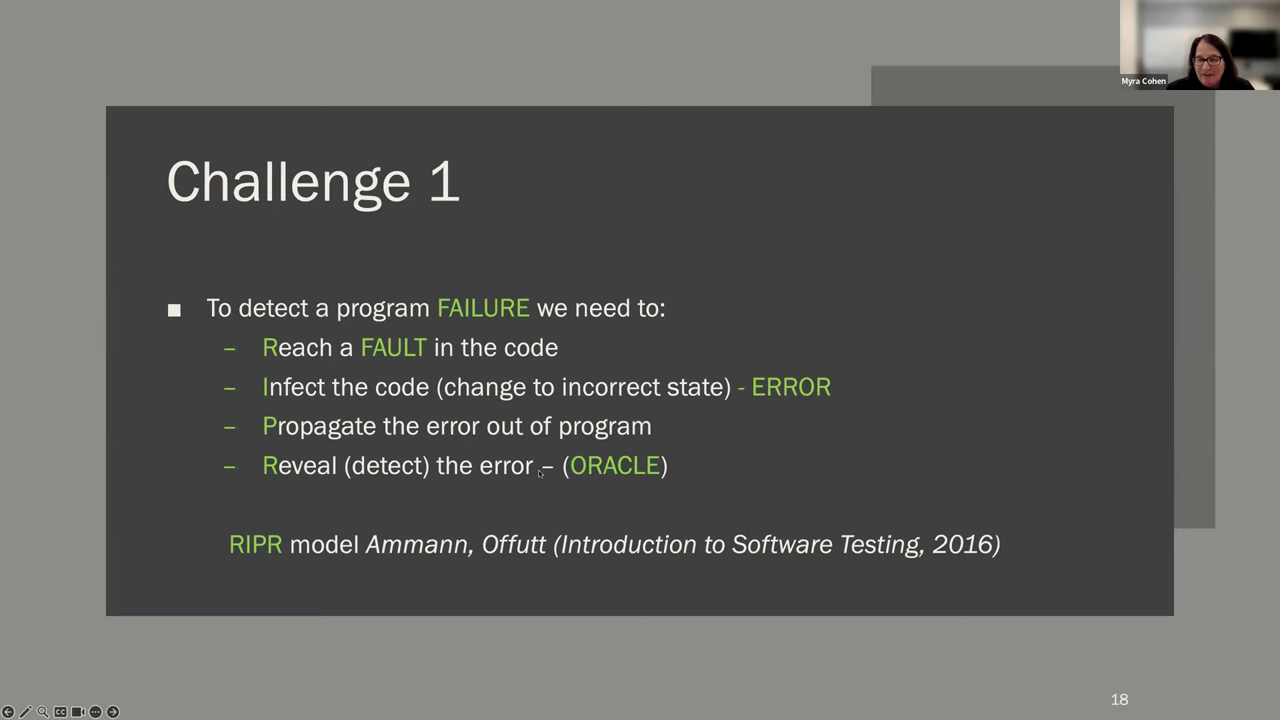 Myra Cohen
Challenge 1
■ To detect a program FAILURE we need to:
– Reach a FAULT in the code
– Infect the code (change to incorrect state) - ERROR
– Propagate the error out of program
– Reveal (detect) the error – (ORACLE)
RIPR model Ammann, Offutt (Introduction to Software Testing, 2016)
18
CC